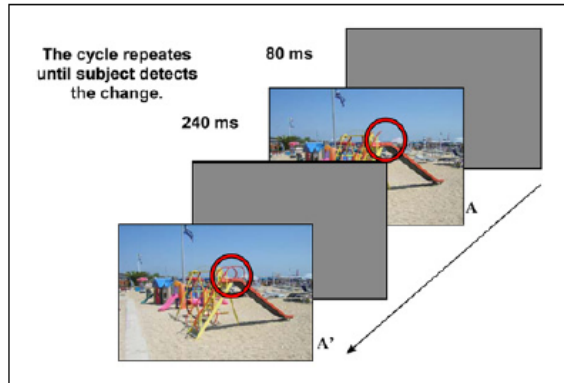 The cycle repeates
until subject detects
the change.
80 ms
240 ms
A
A'